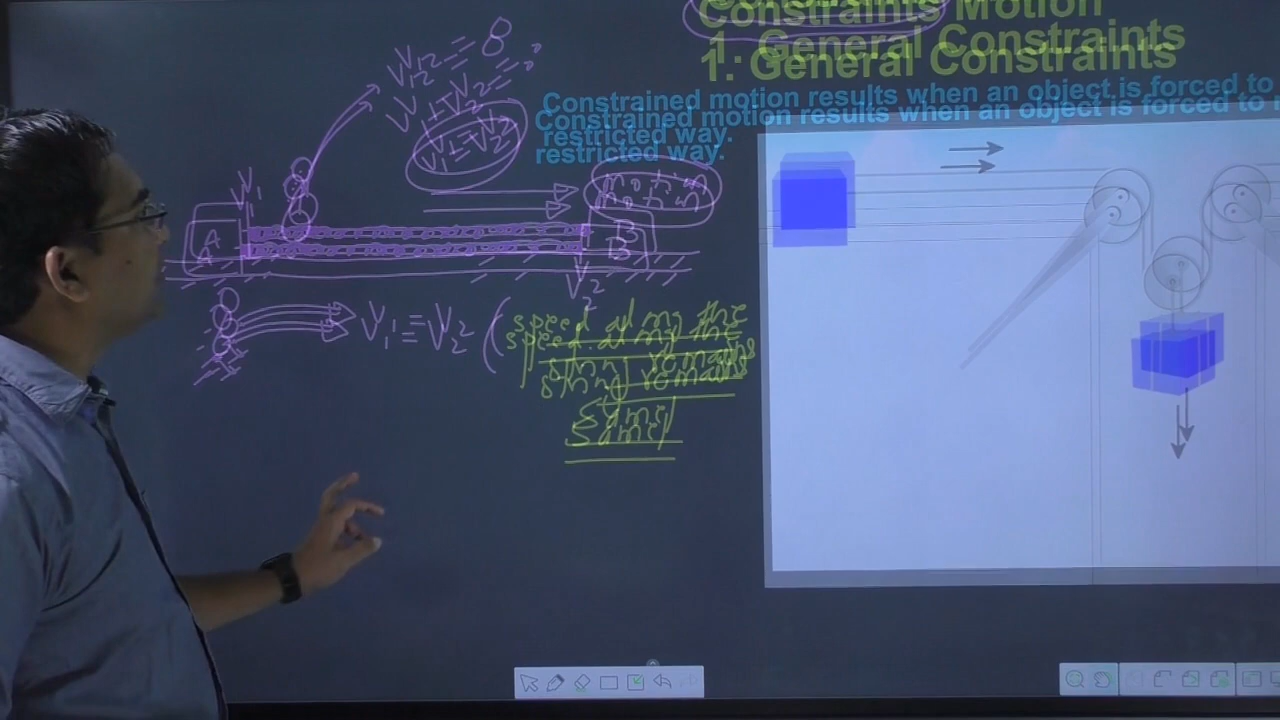 Constraints Motion
1. General Constraints
Constrained motion results when an object is forced to
restricted way.
V₁₂ = 8
V₁ = V₂
V₁
A
B
V₂
V₁ = V₂ (speed along the
string remains
same)